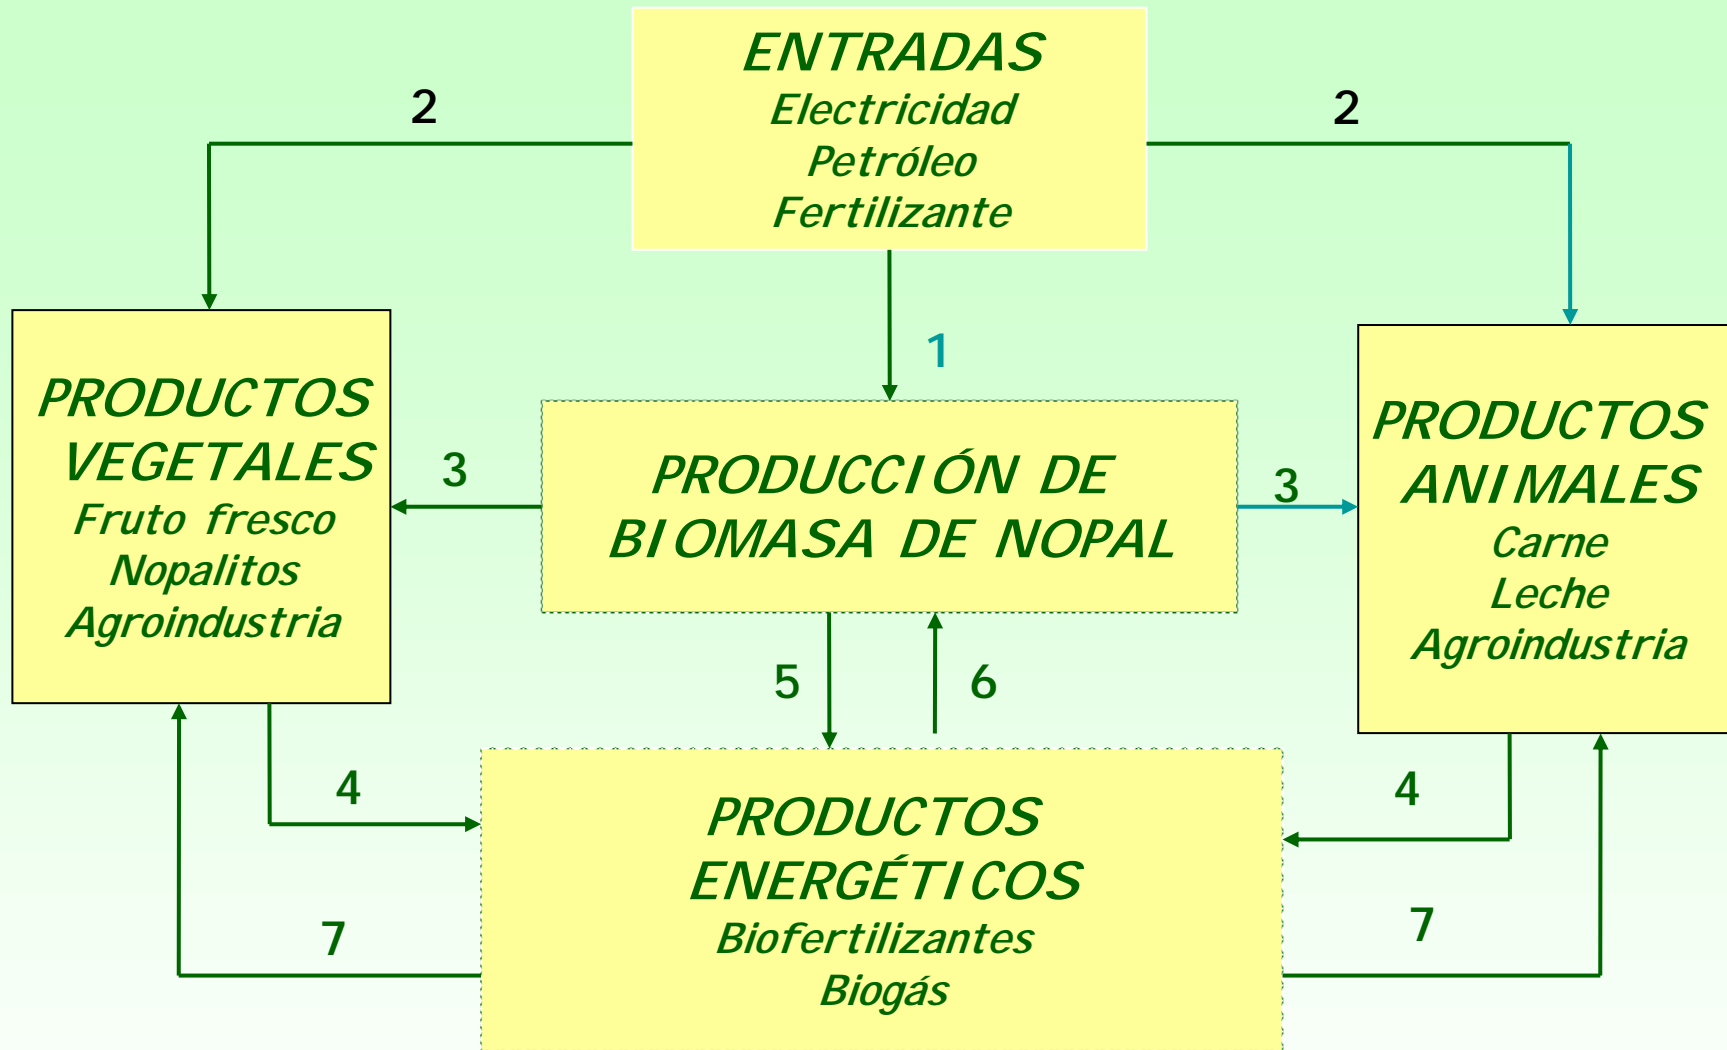 ENTRADAS
Electricidad
Petróleo
Fertilizante
2
2
1
PRODUCTOS
VEGETALES
Fruto fresco
Nopalitos
Agroindustria
3
PRODUCCIÓN DE
BIOMASA DE NOPAL
3
PRODUCTOS
ANIMALES
Carne
Leche
Agroindustria
5
6
4
4
PRODUCTOS
ENERGÉTICOS
Biofertilizantes
Biogás
7
7